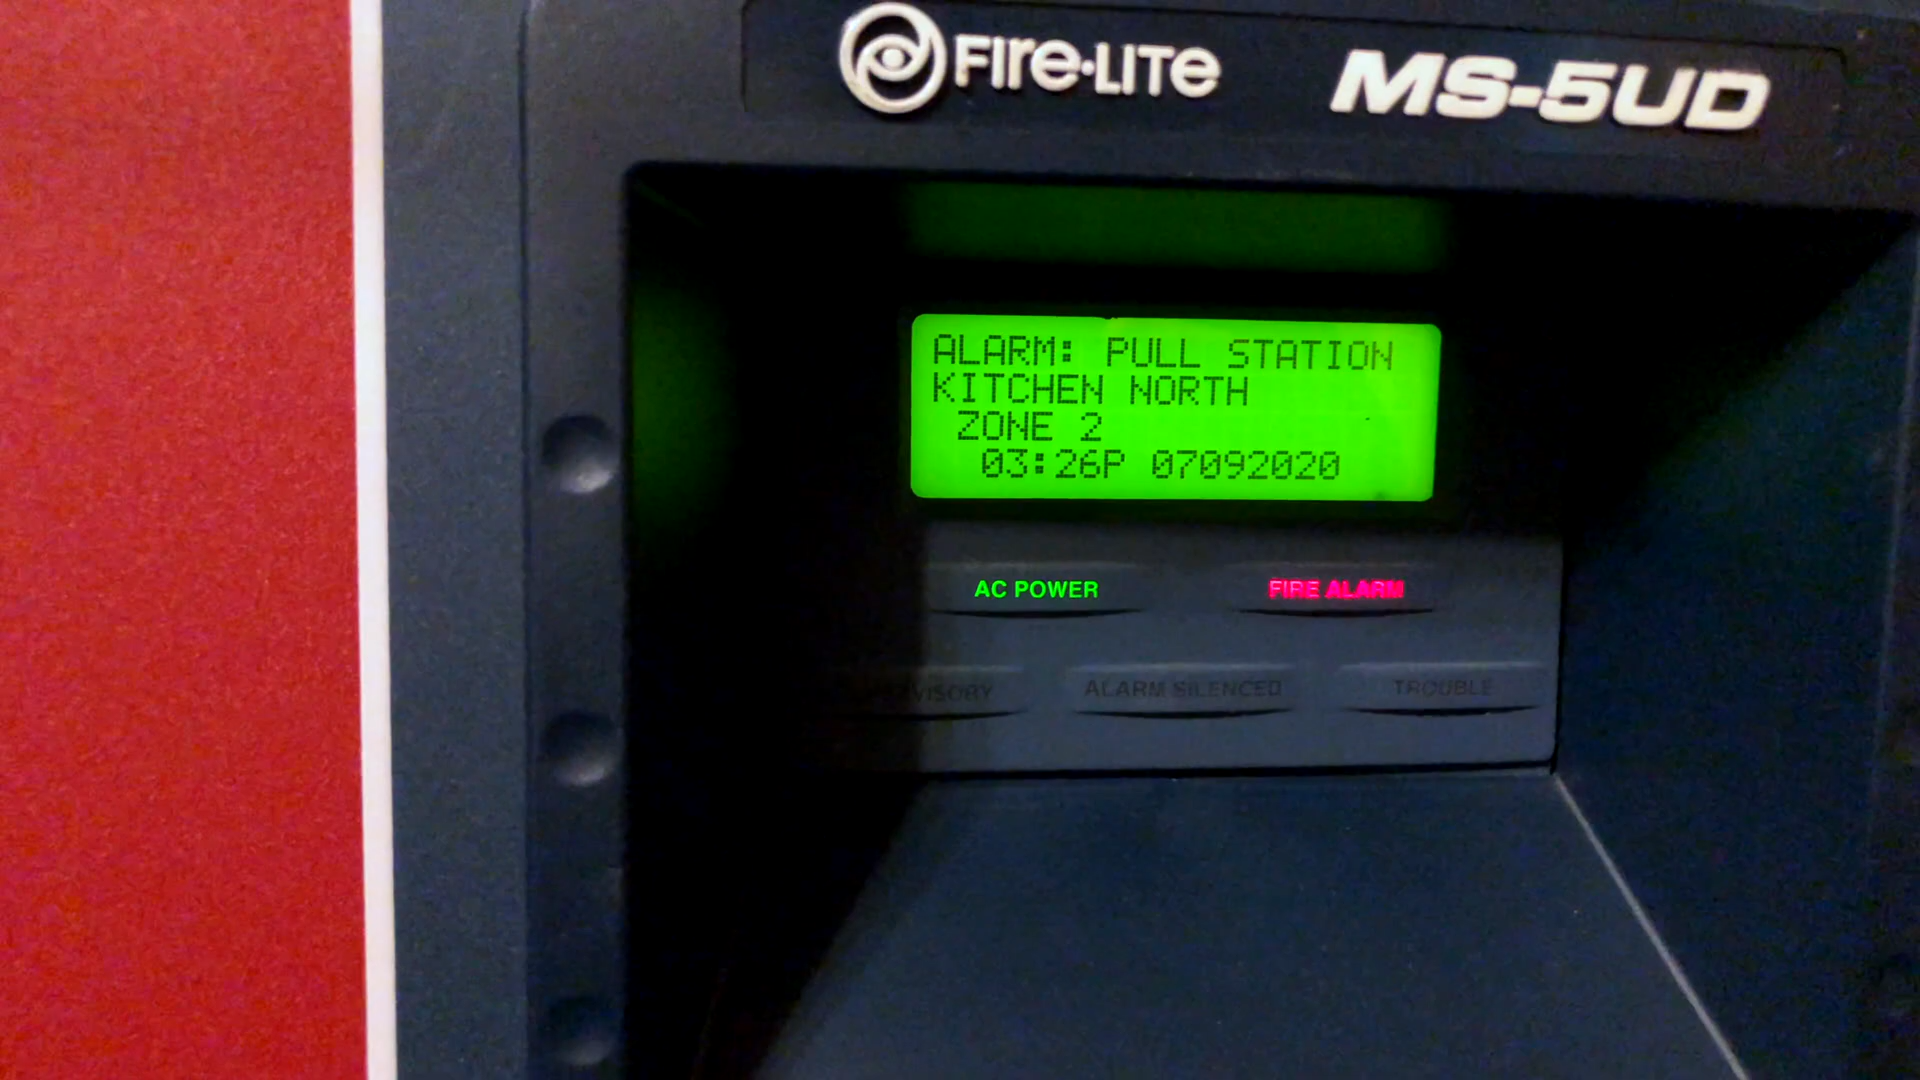 FIRE·LITE MS-5UD
ALARM: PULL STATION
KITCHEN NORTH
ZONE 2
03:26P 07092020
AC POWER FIRE ALARM
ALARM SILENCED TROUBLE